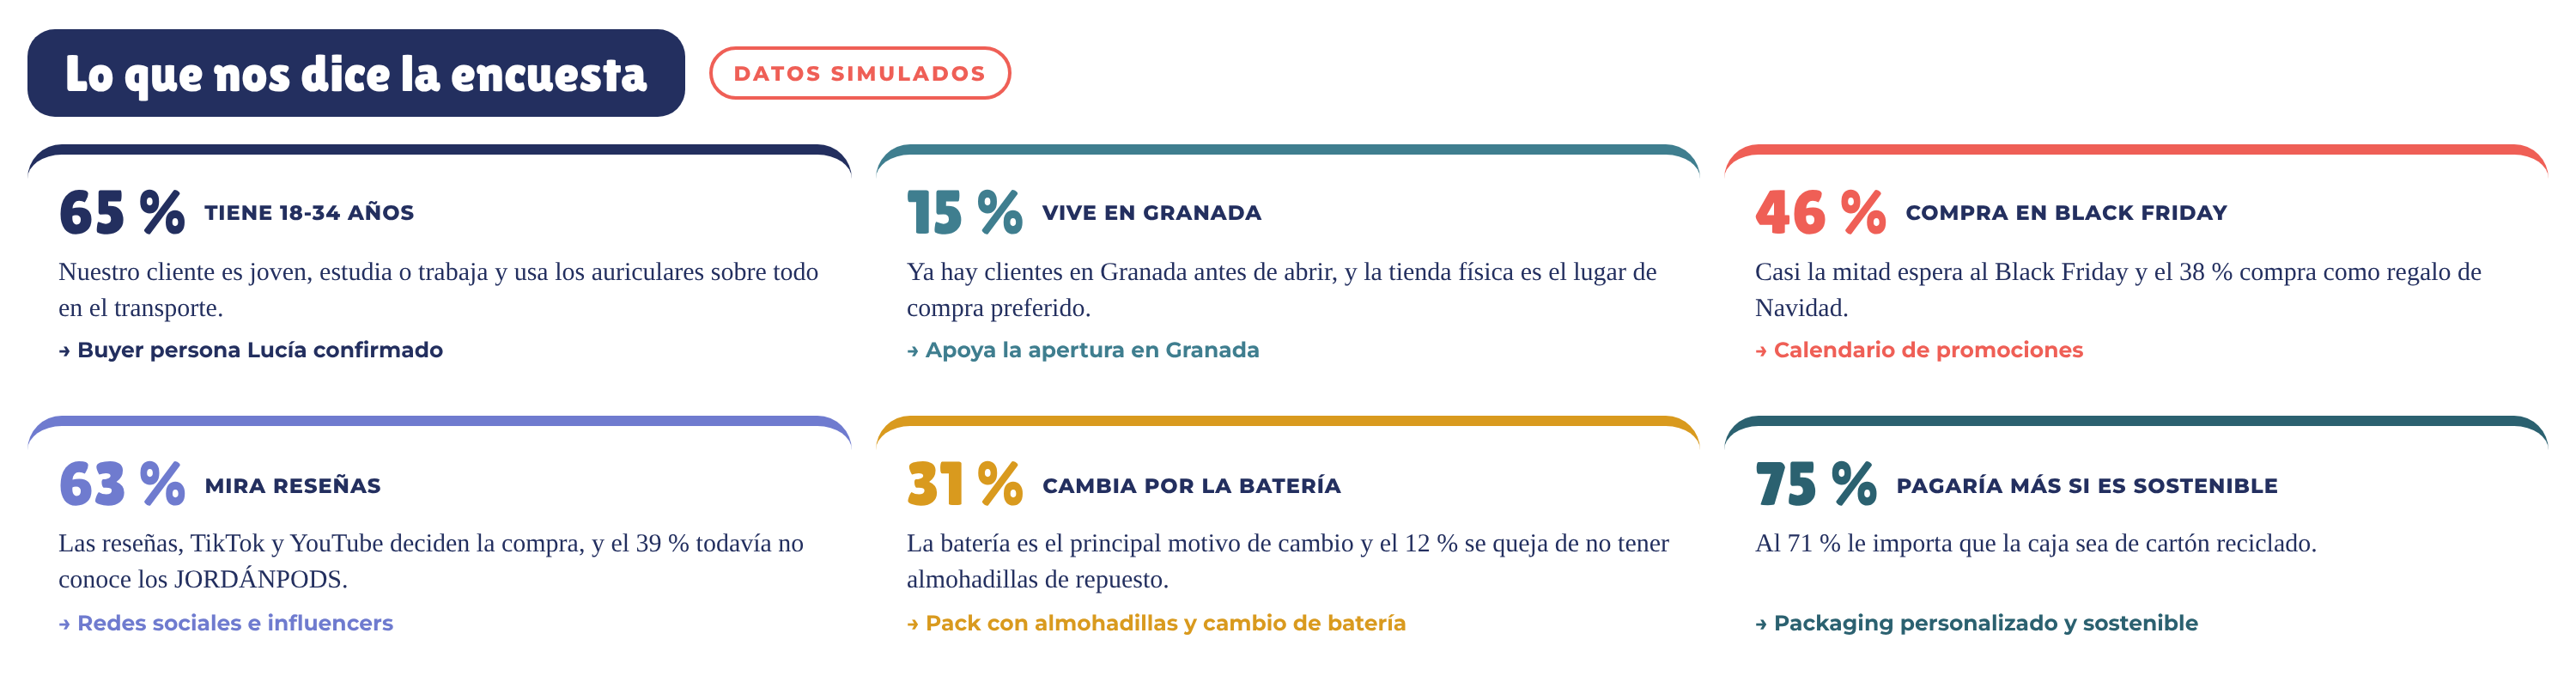 Lo que nos dice la encuesta
DATOS SIMULADOS
65 % TIENE 18-34 AÑOS
Nuestro cliente es joven, estudia o trabaja y usa los auriculares sobre todo
en el transporte.
→ Buyer persona Lucía confirmado
15 % VIVE EN GRANADA
Ya hay clientes en Granada antes de abrir, y la tienda física es el lugar de
compra preferido.
→ Apoya la apertura en Granada
46 % COMPRA EN BLACK FRIDAY
Casi la mitad espera al Black Friday y el 38 % compra como regalo de
Navidad.
→ Calendario de promociones
63 % MIRA RESEÑAS
Las reseñas, TikTok y YouTube deciden la compra, y el 39 % todavía no
conoce los JORDÁNPODS.
→ Redes sociales e influencers
31 % CAMBIA POR LA BATERÍA
La batería es el principal motivo de cambio y el 12 % se queja de no tener
almohadillas de repuesto.
→ Pack con almohadillas y cambio de batería
75 % PAGARÍA MÁS SI ES SOSTENIBLE
Al 71 % le importa que la caja sea de cartón reciclado.
→ Packaging personalizado y sostenible